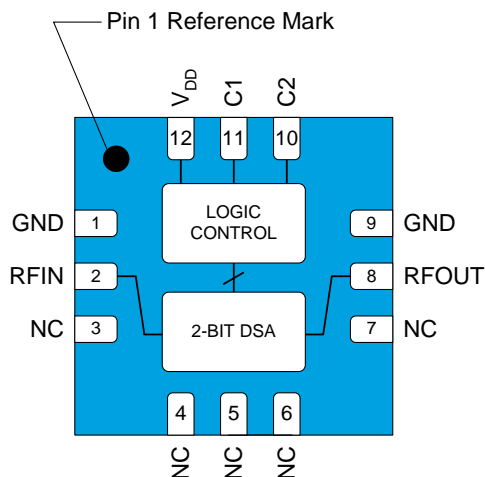 Pin 1 Reference Mark
VDD C1 C2
12 11 10
LOGIC
CONTROL
GND 1 9 GND
RFIN 2 8 RFOUT
2-BIT DSA
NC 3 7 NC
4 5 6
NC NC NC